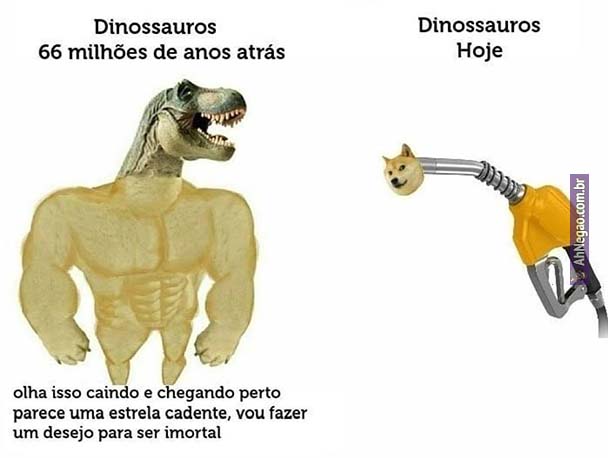 Dinossauros
66 milhões de anos atrás
Dinossauros
Hoje
olha isso caindo e chegando perto
parece uma estrela cadente, vou fazer
um desejo para ser imortal
AhNegao.com.br